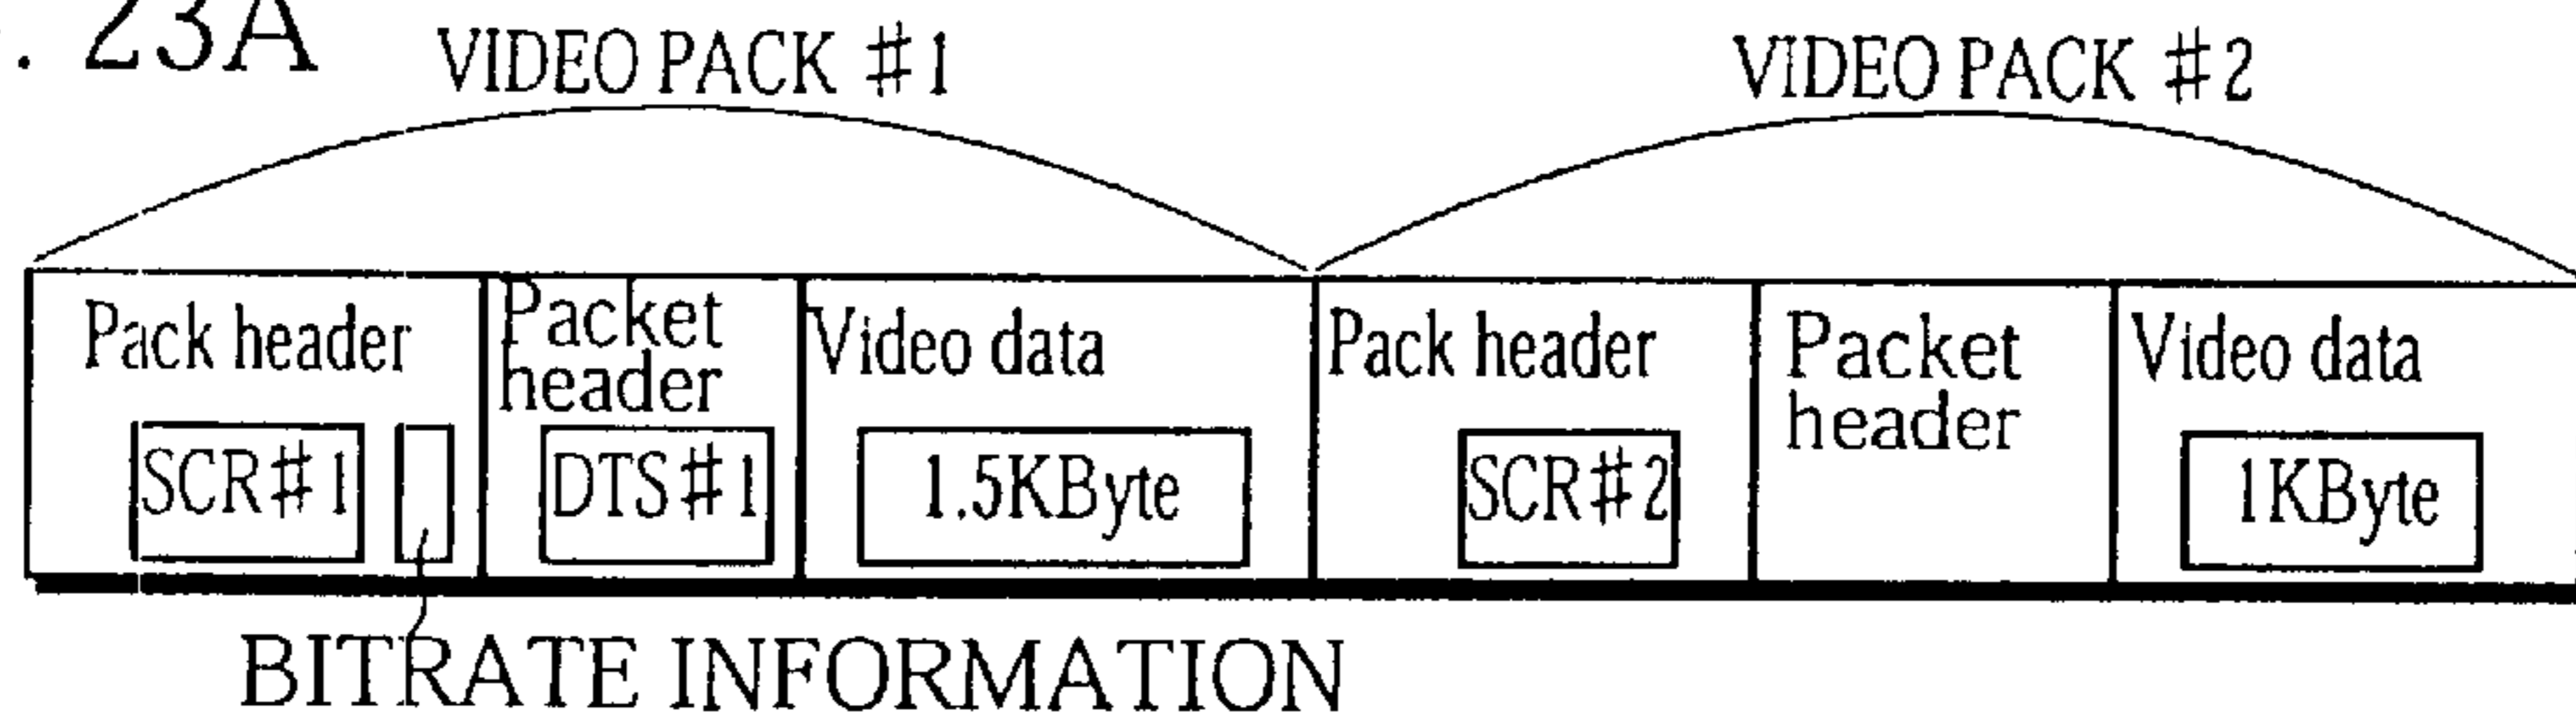 . 23A
VIDEO PACK #1
VIDEO PACK #2
Pack header
Packet
header
Video data
Pack header
Packet
header
Video data
SCR#1
DTS#1
1.5KByte
SCR#2
1KByte
BITRATE INFORMATION